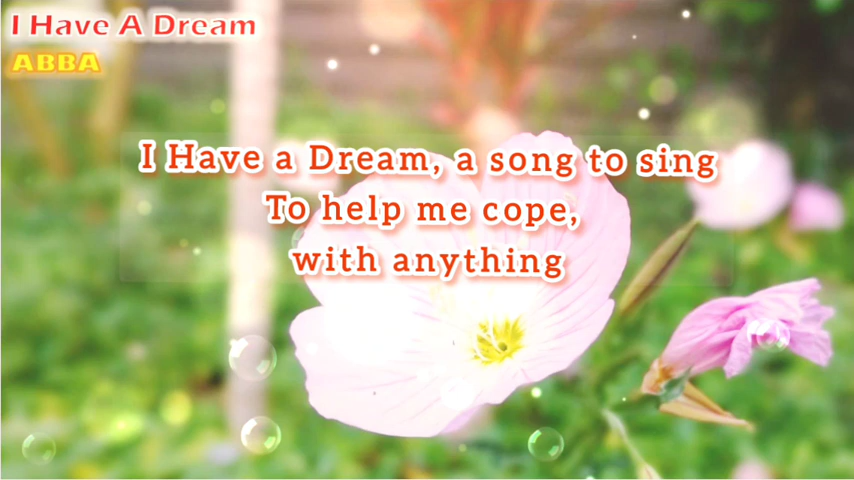 I Have A Dream
ABBA
I Have a Dream, a song to sing
To help me cope,
with anything